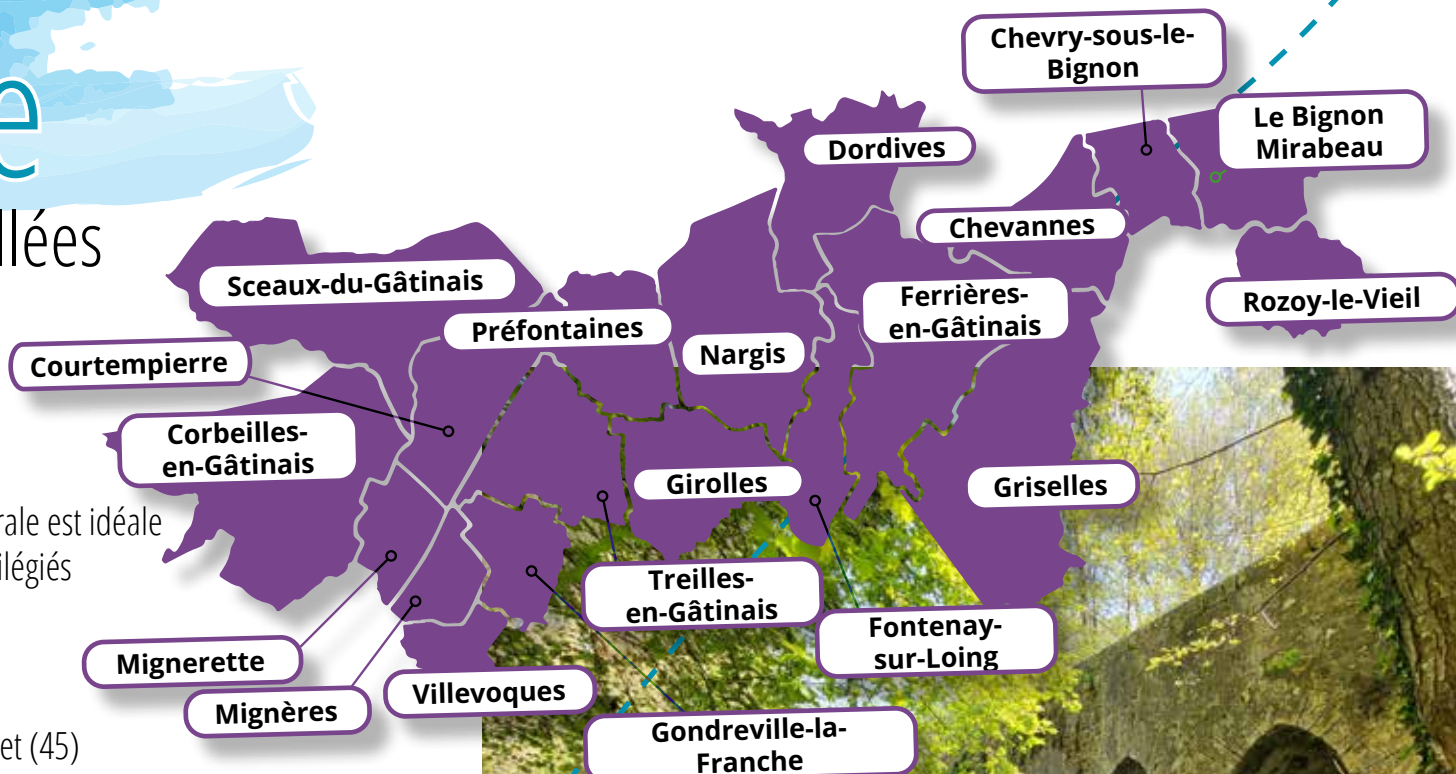 e
llées
rale est idéale
ilégiés
et (45)
Chevry-sous-le-
Bignon
Le Bignon
Mirabeau
Dordives
Chevannes
Sceaux-du-Gâtinais
Ferrières-
en-Gâtinais
Rozoy-le-Vieil
Préfontaines
Nargis
Courtempierre
Corbeilles-
en-Gâtinais
Girolles
Griselles
Treilles-
en-Gâtinais
Fontenay-
sur-Loing
Mignerette
Mignères
Villevoques
Gondreville-la-
Franche